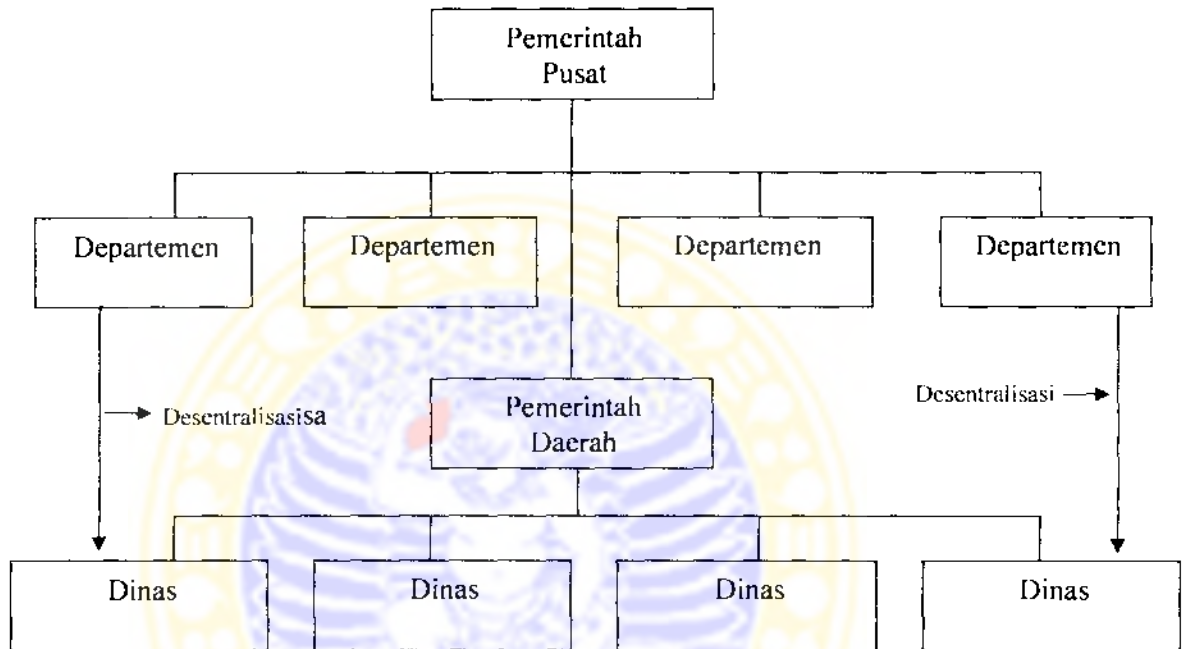 Pemerintah
Pusat
Departemen
Departemen
Departemen
Departemen
Desentralisasi
Desentralisasisa
Pemerintah
Daerah
Dinas
Dinas
Dinas
Dinas